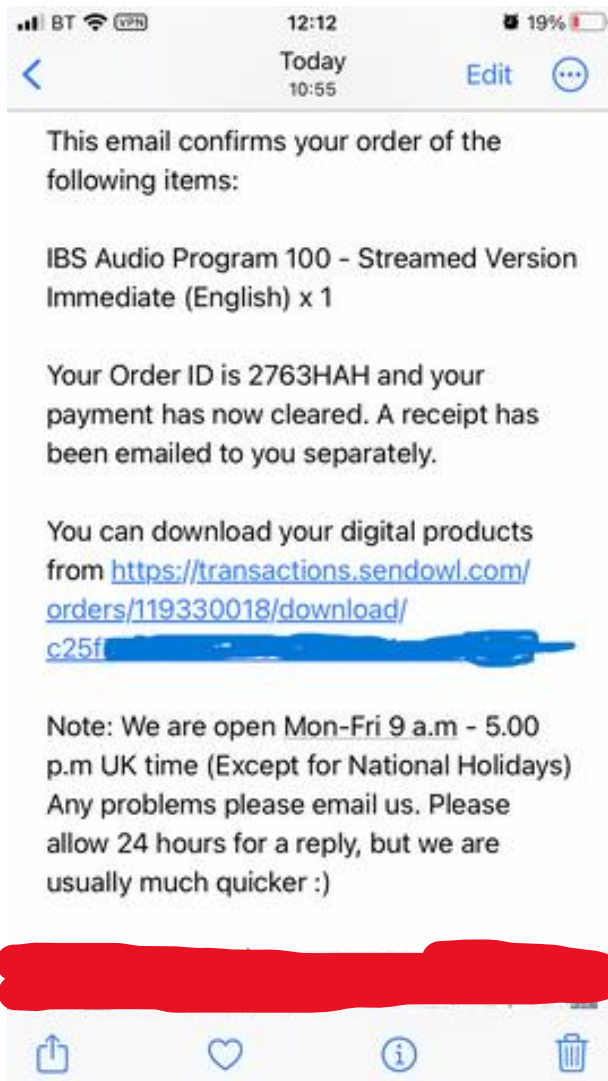 BT VPN 12:12 19%
Today
10:55
Edit
This email confirms your order of the
following items:
IBS Audio Program 100 - Streamed Version
Immediate (English) x 1
Your Order ID is 2763HAH and your
payment has now cleared. A receipt has
been emailed to you separately.
You can download your digital products
from https://transactions.sendowl.com/
orders/119330018/download/
c25f
Note: We are open Mon-Fri 9 a.m - 5.00
p.m UK time (Except for National Holidays)
Any problems please email us. Please
allow 24 hours for a reply, but we are
usually much quicker :)